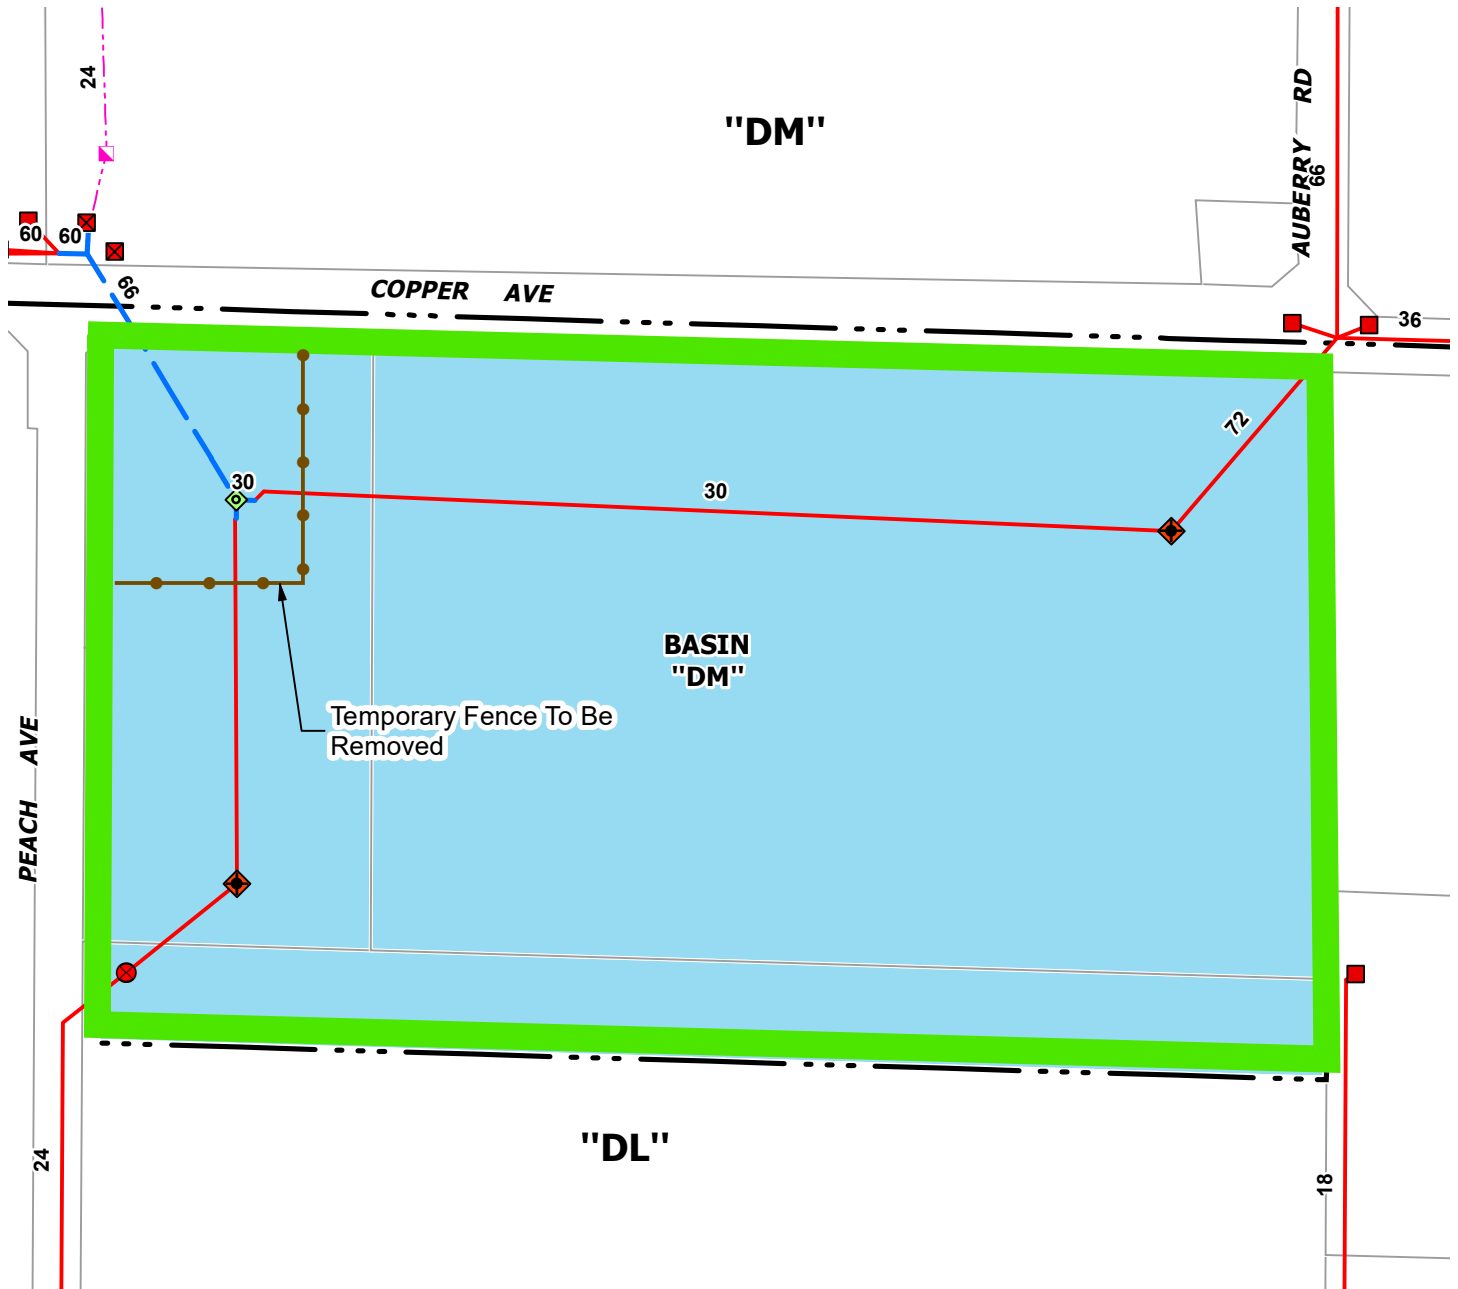 24
"DM"
AUBERRY RD
66
60
60
66
COPPER AVE
36
72
30
30
BASIN
"DM"
Temporary Fence To Be
Removed
PEACH AVE
"DL"
24
18